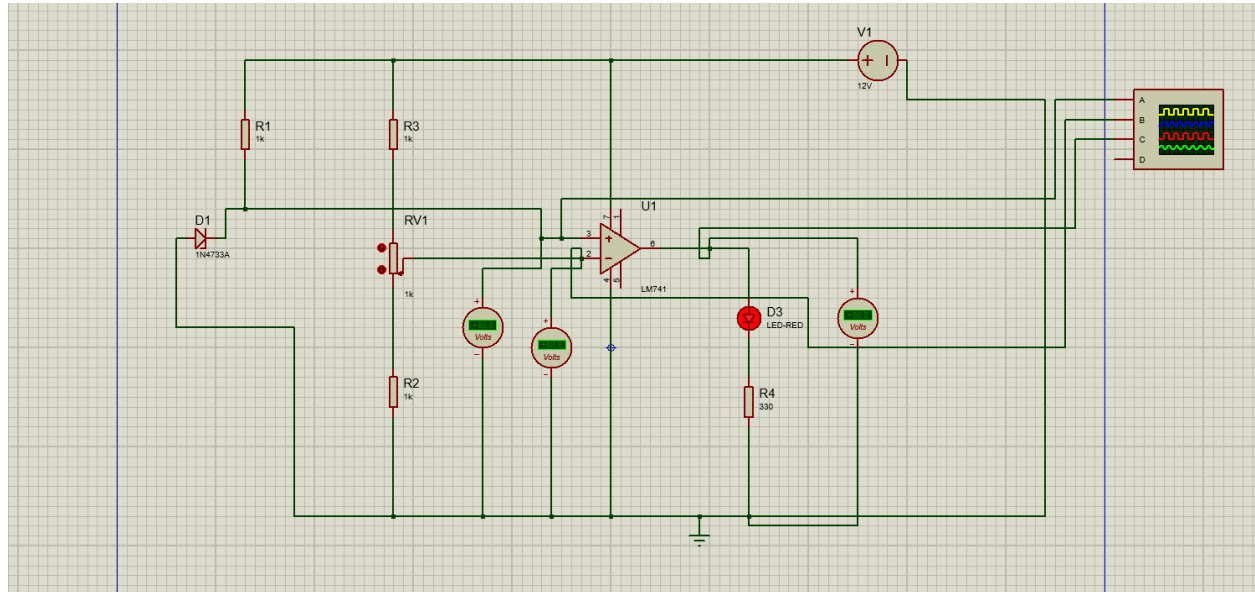 V1
12V
A
B
C
D
R1
1k
R3
1k
D1
1N4733A
RV1
1k
U1
7
1
3
2
6
4
5
LM741
+
Volts
-
+
Volts
-
D3
LED-RED
+
Volts
-
R2
1k
R4
330